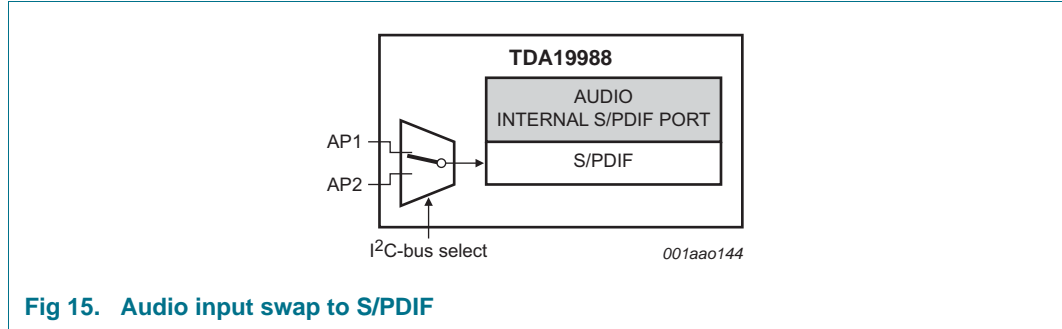 TDA19988
AUDIO
INTERNAL S/PDIF PORT
AP1
S/PDIF
AP2
I²C-bus select
001aao144
Fig 15. Audio input swap to S/PDIF